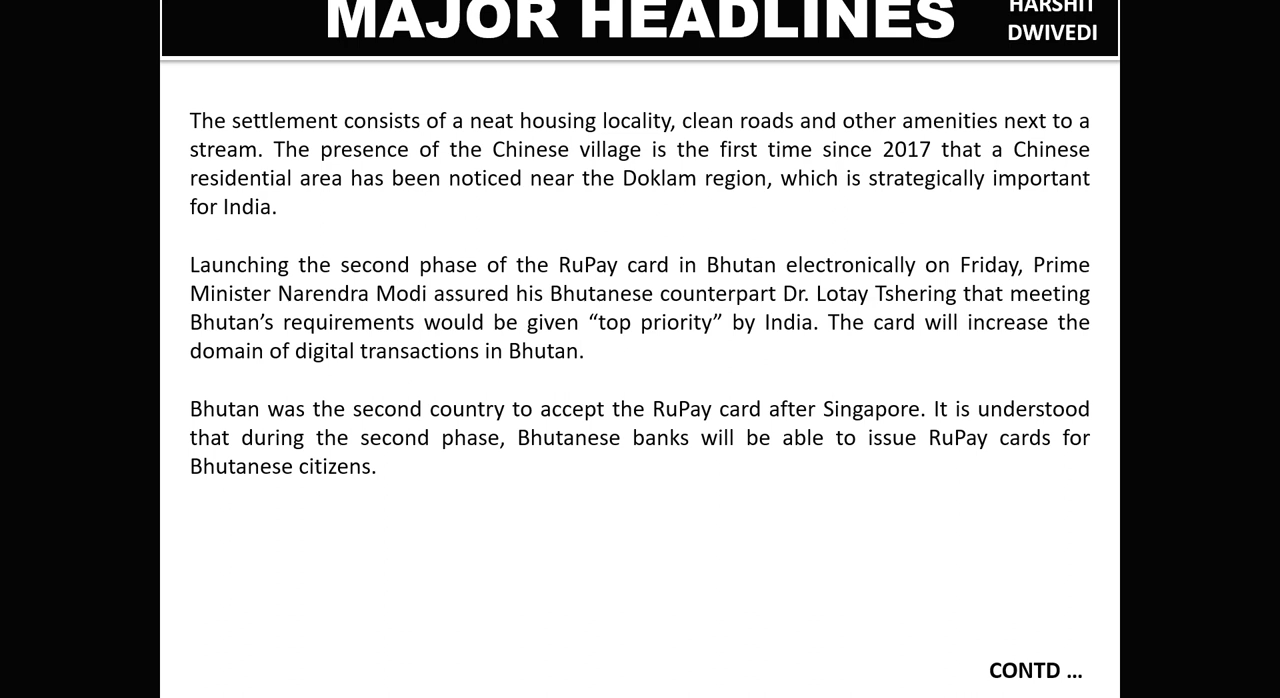 MAJOR HEADLINES
HARSHIT
DWIVEDI
The settlement consists of a neat housing locality, clean roads and other amenities next to a
stream. The presence of the Chinese village is the first time since 2017 that a Chinese
residential area has been noticed near the Doklam region, which is strategically important
for India.
Launching the second phase of the RuPay card in Bhutan electronically on Friday, Prime
Minister Narendra Modi assured his Bhutanese counterpart Dr. Lotay Tshering that meeting
Bhutan’s requirements would be given “top priority” by India. The card will increase the
domain of digital transactions in Bhutan.
Bhutan was the second country to accept the RuPay card after Singapore. It is understood
that during the second phase, Bhutanese banks will be able to issue RuPay cards for
Bhutanese citizens.
CONTD ...